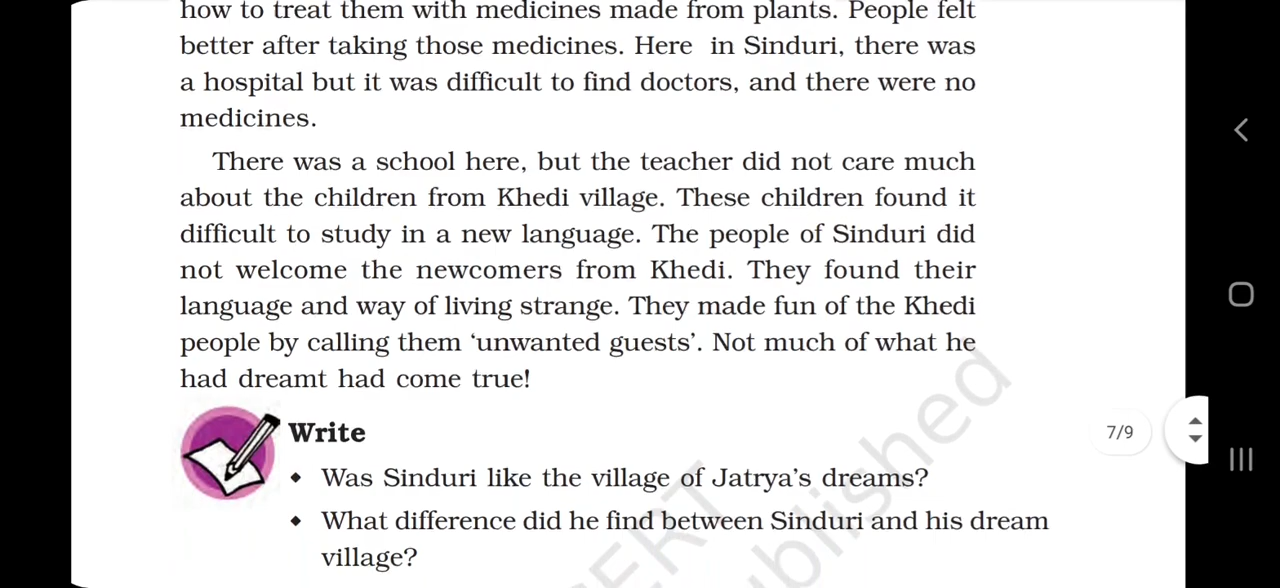 how to treat them with medicines made from plants. People felt
better after taking those medicines. Here in Sinduri, there was
a hospital but it was difficult to find doctors, and there were no
medicines.
There was a school here, but the teacher did not care much
about the children from Khedi village. These children found it
difficult to study in a new language. The people of Sinduri did
not welcome the newcomers from Khedi. They found their
language and way of living strange. They made fun of the Khedi
people by calling them ‘unwanted guests’. Not much of what he
had dreamt had come true!
Write
• Was Sinduri like the village of Jatrya’s dreams?
• What difference did he find between Sinduri and his dream
village?
7/9